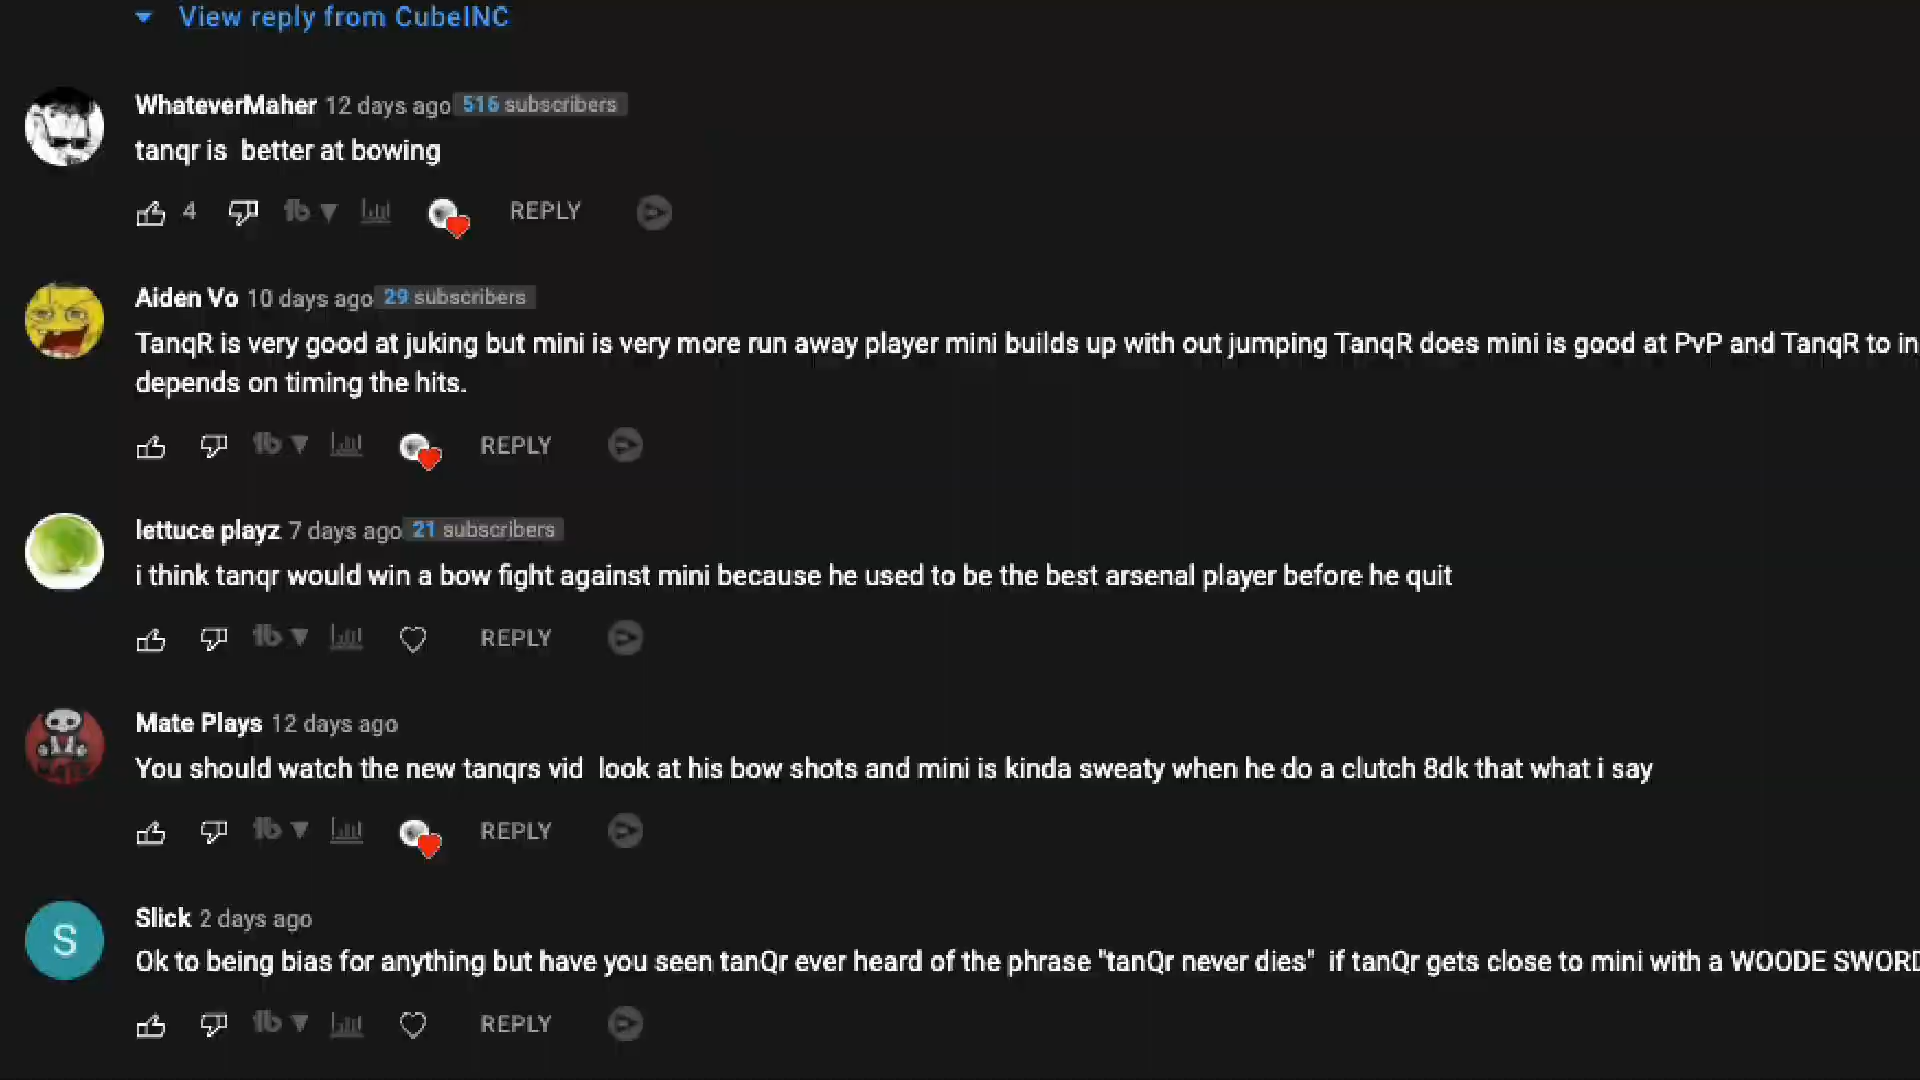 View reply from CubeINC
WhateverMaher 12 days ago 516 subscribers
tanqr is  better at bowing
4 REPLY
Aiden Vo 10 days ago 29 subscribers
TanqR is very good at juking but mini is very more run away player mini builds up with out jumping TanqR does mini is good at PvP and TanqR to in
depends on timing the hits.
REPLY
lettuce playz 7 days ago 21 subscribers
i think tanqr would win a bow fight against mini because he used to be the best arsenal player before he quit
REPLY
Mate Plays 12 days ago
You should watch the new tanqrs vid  look at his bow shots and mini is kinda sweaty when he do a clutch 8dk that what i say
REPLY
S
Slick 2 days ago
Ok to being bias for anything but have you seen tanQr ever heard of the phrase "tanQr never dies"  if tanQr gets close to mini with a WOODE SWORD
REPLY